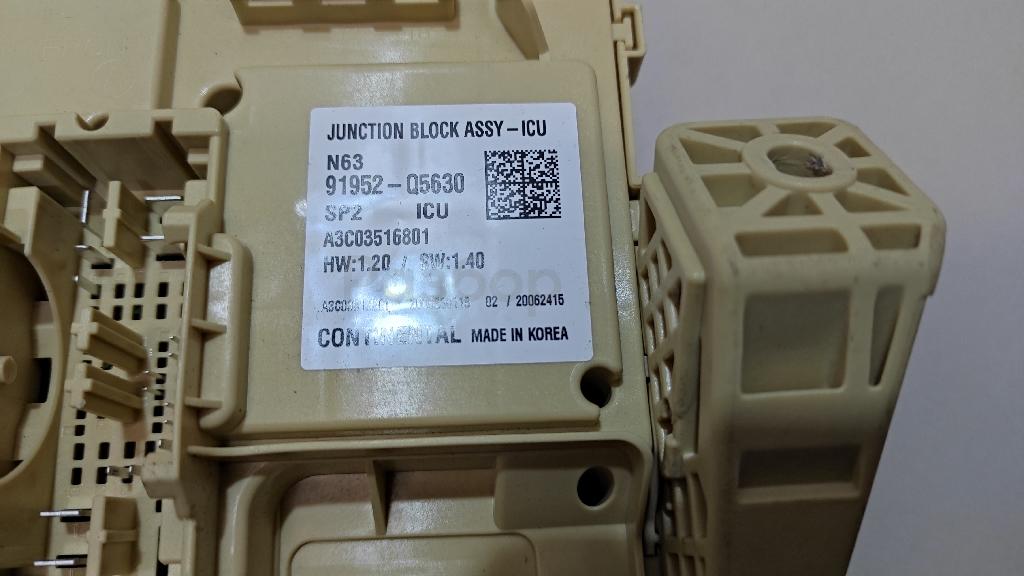 JUNCTION BLOCK ASSY-ICU
N63
91952-Q5630
SP2 ICU
A3C03516801
HW:1.20 / SW:1.40
02 / 20062415
CONTINENTAL MADE IN KOREA